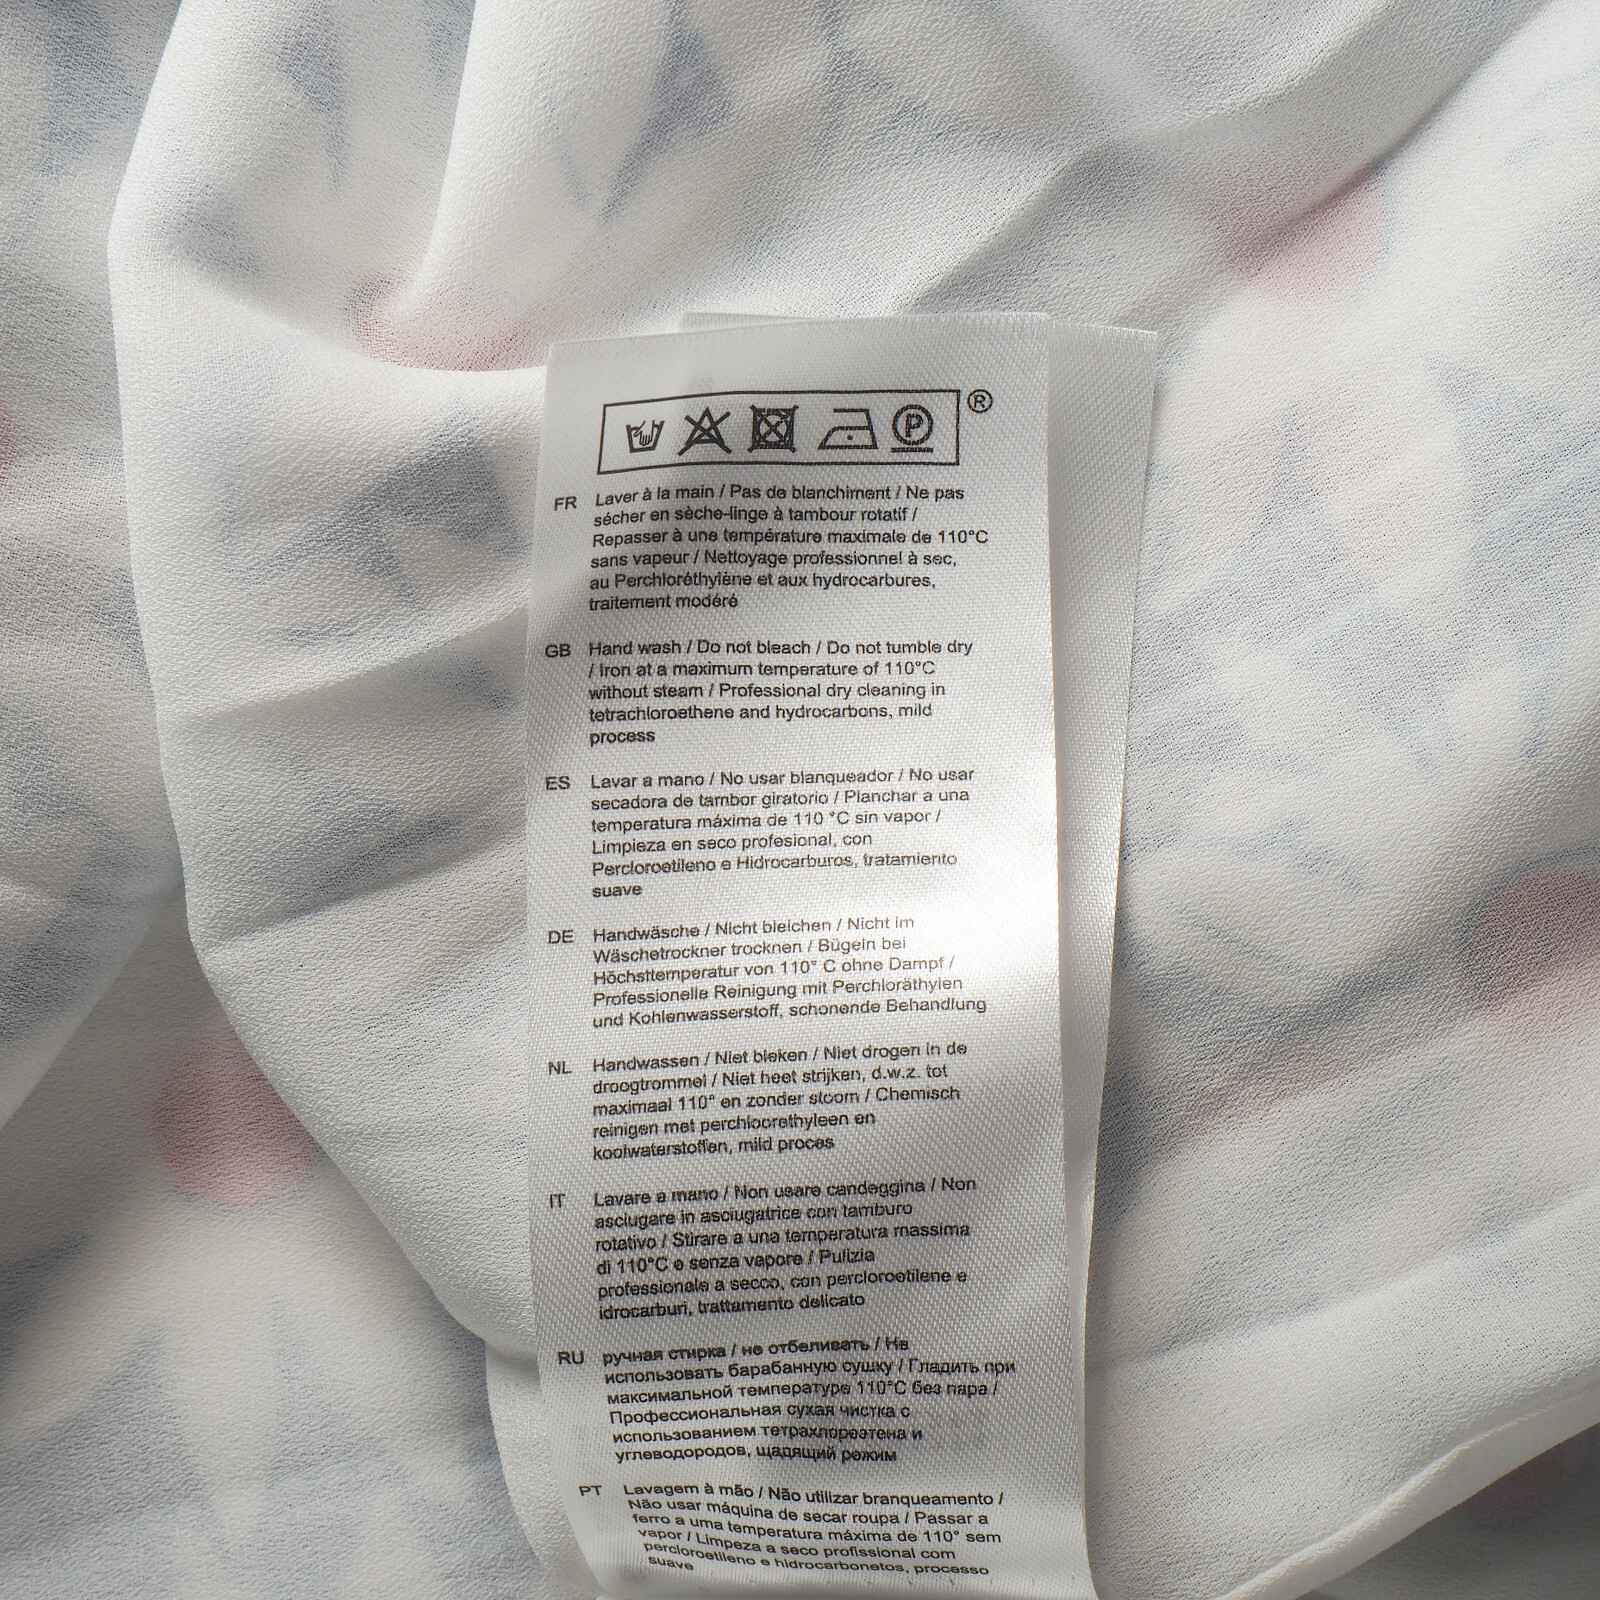 ®
FR Laver à la main / Pas de blanchiment / Ne pas
sécher en sèche-linge à tambour rotatif /
Repasser à une température maximale de 110°C
sans vapeur / Nettoyage professionnel à sec,
au Perchloréthylène et aux hydrocarbures,
traitement modéré
GB Hand wash / Do not bleach / Do not tumble dry
/ Iron at a maximum temperature of 110°C
without steam / Professional dry cleaning in
tetrachloroethene and hydrocarbons, mild
process
ES Lavar a mano / No usar blanqueador / No usar
secadora de tambor giratorio / Planchar a una
temperatura máxima de 110 °C sin vapor /
Limpieza en seco profesional, con
Percloroetileno e Hidrocarburos, tratamiento
suave
DE Handwäsche / Nicht bleichen / Nicht im
Wäschetrockner trocknen / Bügeln bei
Höchsttemperatur von 110° C ohne Dampf /
Professionelle Reinigung mit Perchloräthylen
und Kohlenwasserstoff, schonende Behandlung
NL Handwassen / Niet bleken / Niet drogen in de
droogtrommel / Niet heet strijken, d.w.z. tot
maximaal 110° en zonder stoom / Chemisch
reinigen met perchloorethyleen en
koolwaterstoffen, mild proces
IT Lavare a mano / Non usare candeggina / Non
asciugare in asciugatrice con tamburo
rotativo / Stirare a una temperatura massima
di 110°C e senza vapore / Pulizia
professionale a secco, con percloroetilene e
idrocarburi, trattamento delicato
RU ручная стирка / не отбеливать / Не
использовать барабанную сушку / Гладить при
максимальной температуре 110°C без пара /
Профессиональная сухая чистка с
использованием тетрахлорэтена и
углеводородов, щадящий режим
PT Lavagem à mão / Não utilizar branqueamento /
Não usar máquina de secar roupa / Passar a
ferro a uma temperatura máxima de 110° sem
vapor / Limpeza a seco profissional com
percloroetileno e hidrocarbonetos, processo
suave